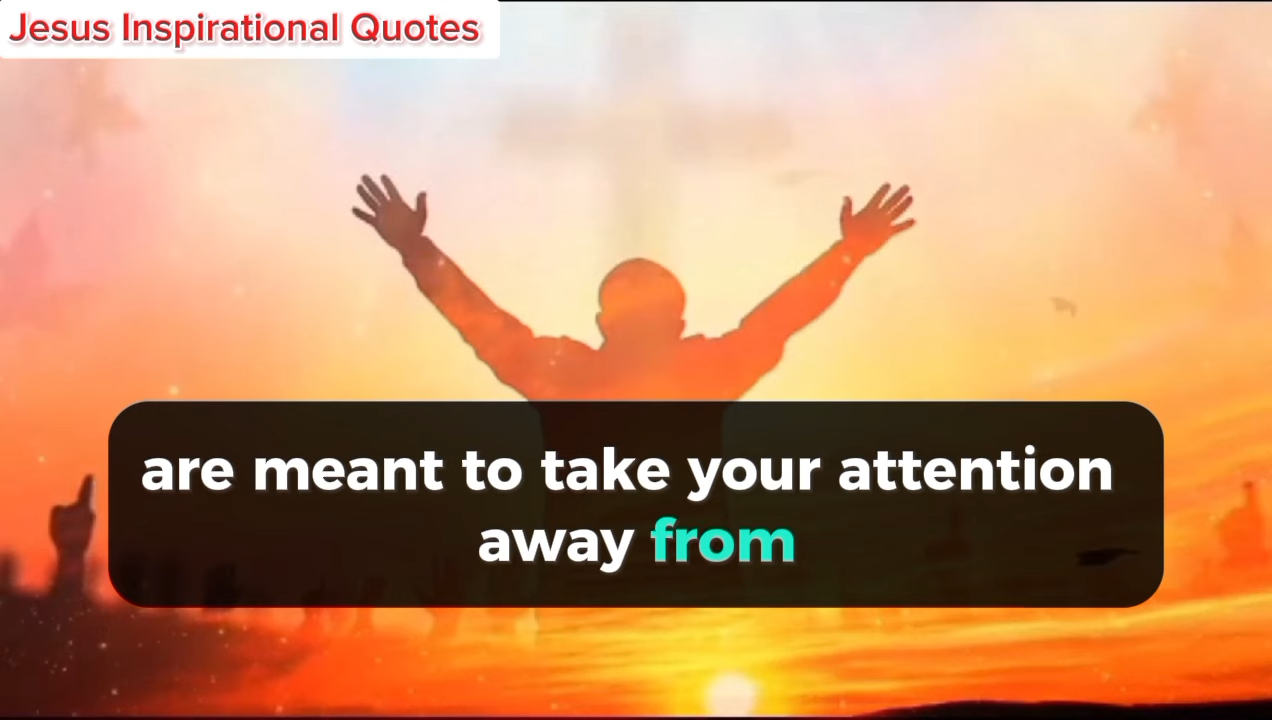 Jesus Inspirational Quotes
are meant to take your attention
away from